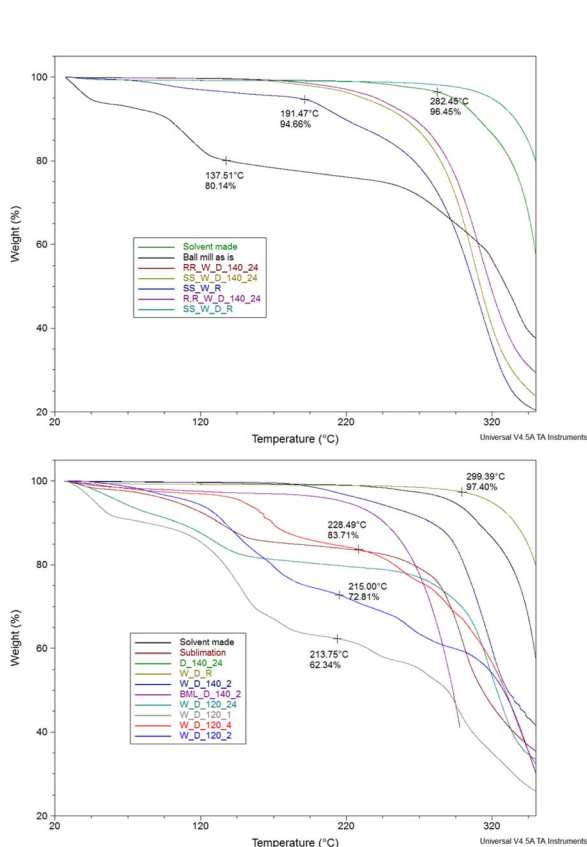 100
80
60
40
20
Weight (%)
282.45°C
96.45%
191.47°C
94.66%
137.51°C
80.14%
Solvent made
Ball mill as is
RR_W_D_140_24
SS_W_D_140_24
SS_W_R
R,R_W_D_140_24
SS_W_D_R
20
120
220
320
Temperature (°C)
Universal V4.5A TA Instruments
100
80
60
40
20
Weight (%)
299.39°C
97.40%
228.49°C
83.71%
215.00°C
72.81%
213.75°C
62.34%
Solvent made
Sublimation
D_140_24
W_D_R
W_D_140_2
BML_D_140_2
W_D_120_24
W_D_120_1
W_D_120_4
W_D_120_2
20
120
220
320
Temperature (°C)
Universal V4.5A TA Instruments